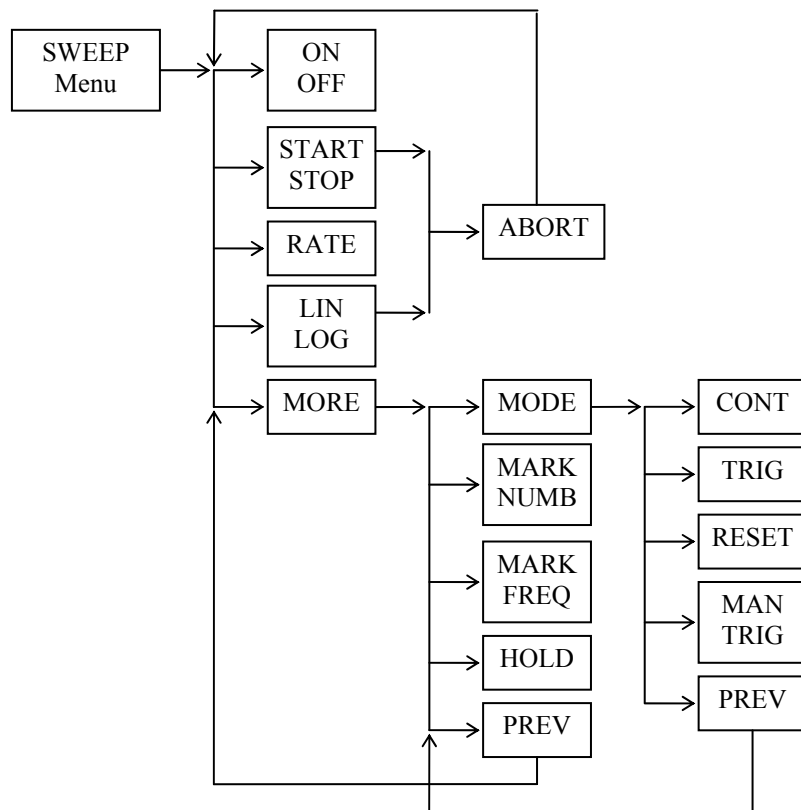 SWEEP
Menu
ON
OFF
START
STOP
ABORT
RATE
LIN
LOG
MORE
MODE
CONT
MARK
NUMB
TRIG
RESET
MARK
FREQ
MAN
TRIG
HOLD
PREV
PREV